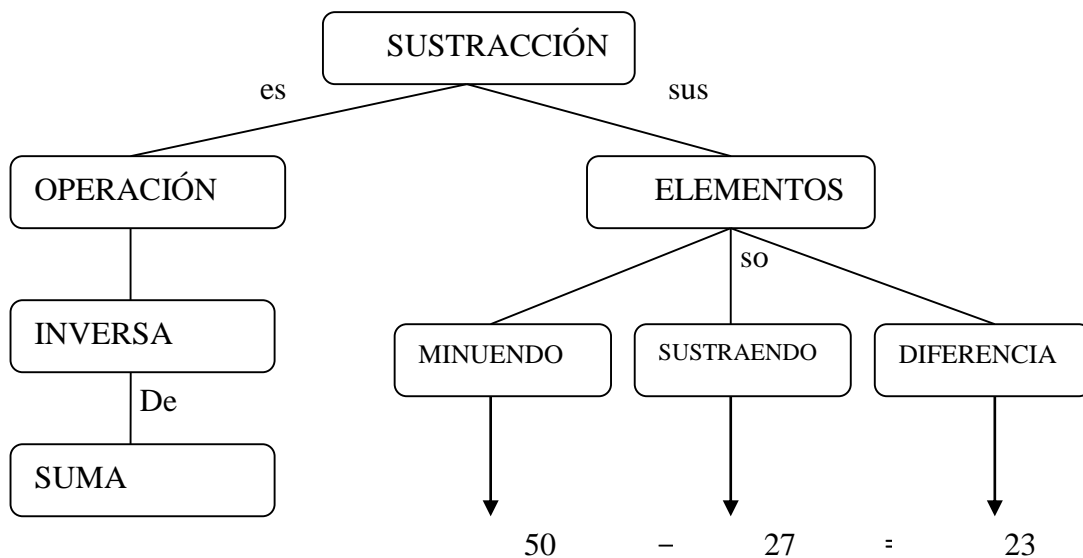 SUSTRACCIÓN
es sus
OPERACIÓN ELEMENTOS
so
INVERSA
MINUENDO SUSTRAENDO DIFERENCIA
De
SUMA
50 – 27 = 23